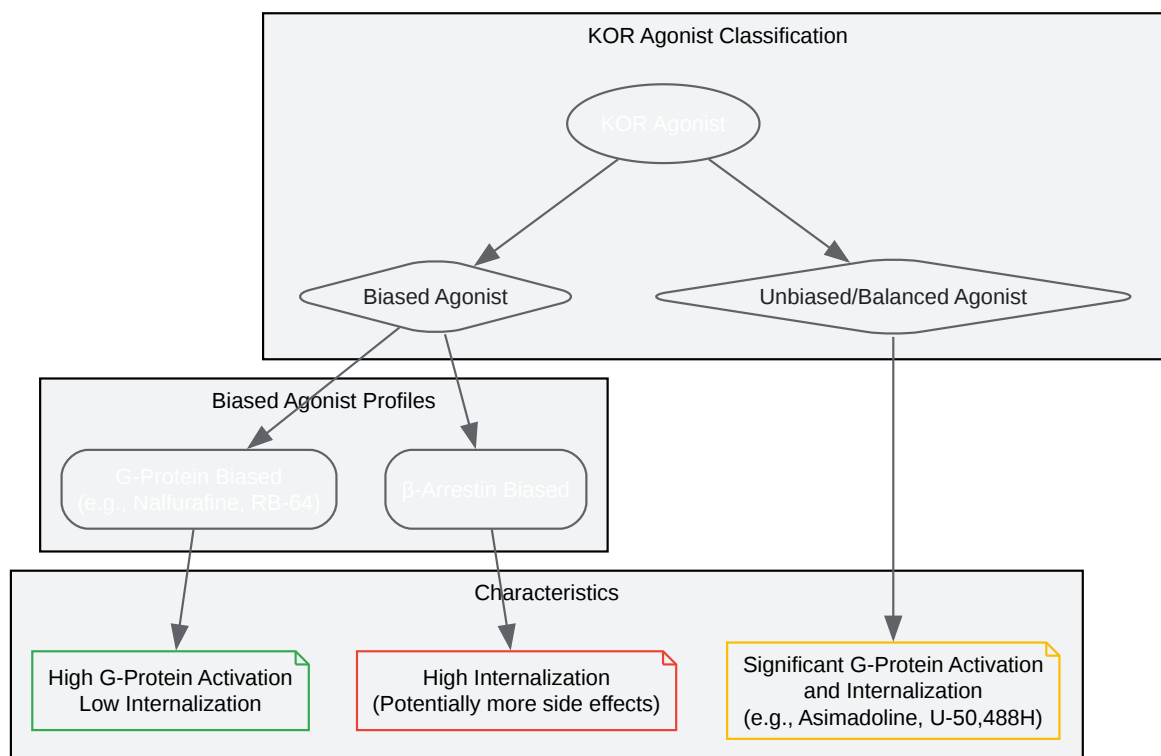 KOR Agonist Classification
KOR Agonist
Biased Agonist
Unbiased/Balanced Agonist
Biased Agonist Profiles
G-Protein Biased
(e.g., Nalfurafine, RB-64)
β-Arrestin Biased
Characteristics
High G-Protein Activation
Low Internalization
High Internalization
(Potentially more side effects)
Significant G-Protein Activation
and Internalization
(e.g., Asimadoline, U-50,488H)